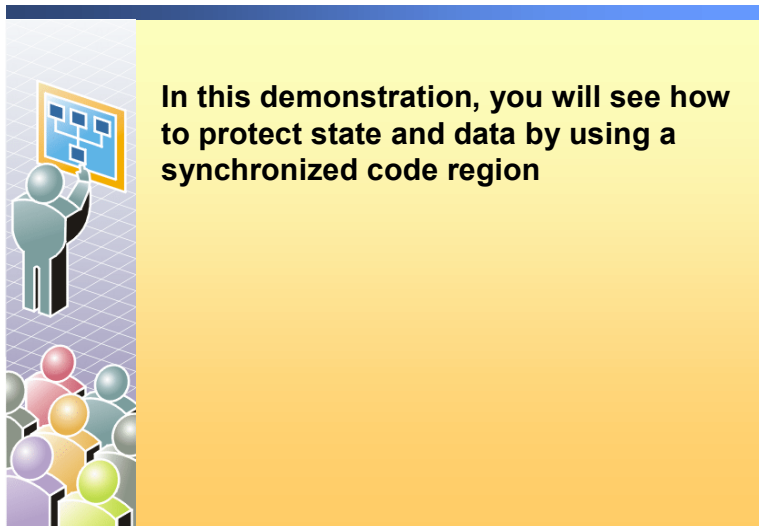 In this demonstration, you will see how
to protect state and data by using a
synchronized code region